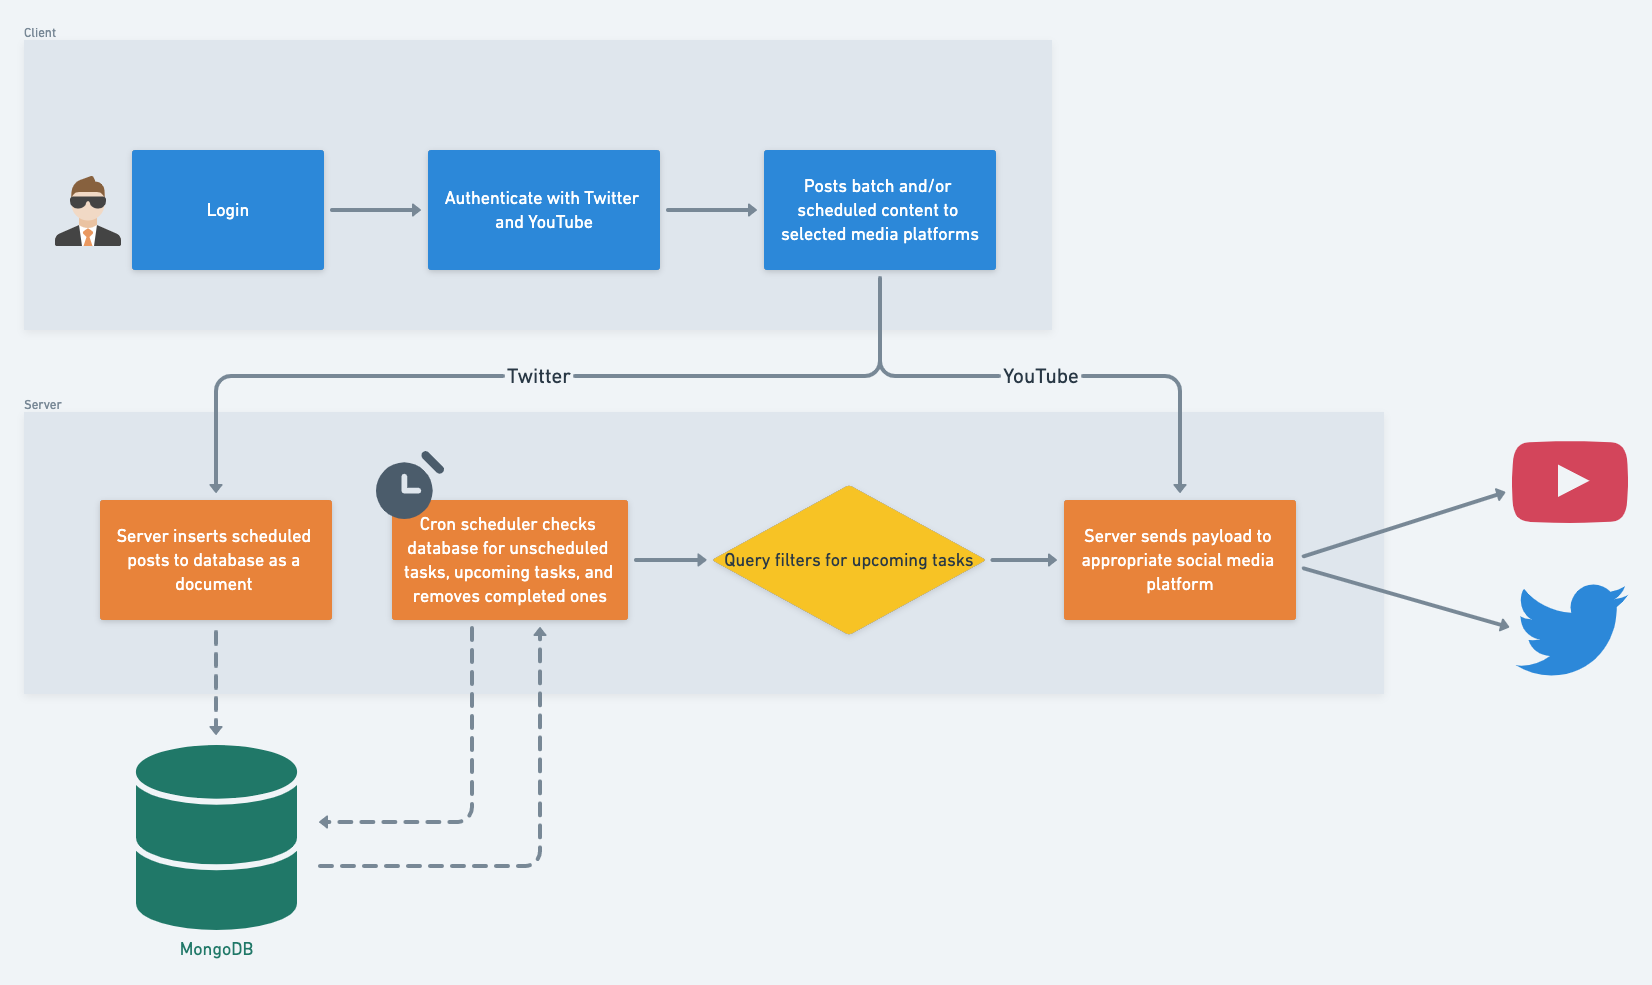 Client
Login
Authenticate with Twitter
and YouTube
Posts batch and/or
scheduled content to
selected media platforms
Twitter
YouTube
Server
Server inserts scheduled
posts to database as a
document
Cron scheduler checks
database for unscheduled
tasks, upcoming tasks, and
removes completed ones
Query filters for upcoming tasks
Server sends payload to
appropriate social media
platform
MongoDB